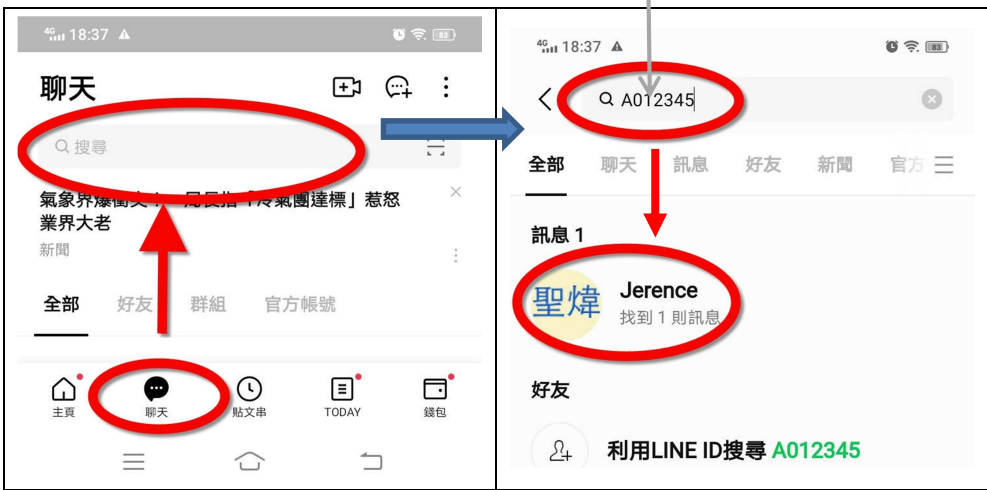 4G 18:37
83
聊天
搜尋
氣象界爆衝突！ 局長指「冷氣團達標」惹怒
業界大老
新聞
全部 好友 群組 官方帳號
主頁 聊天 貼文串 TODAY 錢包
4G 18:37
83
A012345
全部 聊天 訊息 好友 新聞 官方
訊息 1
聖煒
Jerence
找到 1 則訊息
好友
利用LINE ID搜尋 A012345